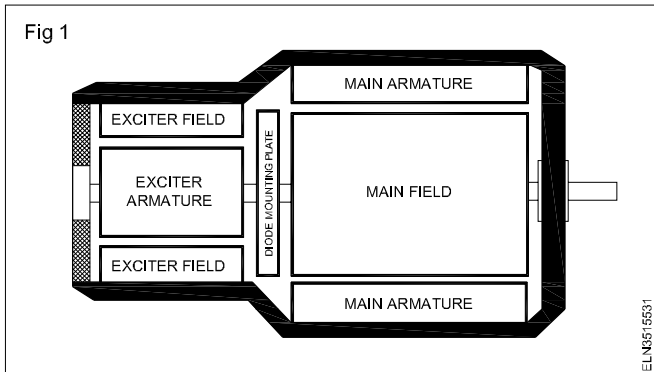 Fig 1
MAIN ARMATURE
EXCITER FIELD
EXCITER
ARMATURE
DIODE MOUNTING PLATE
MAIN FIELD
EXCITER FIELD
MAIN ARMATURE
ELN3515531